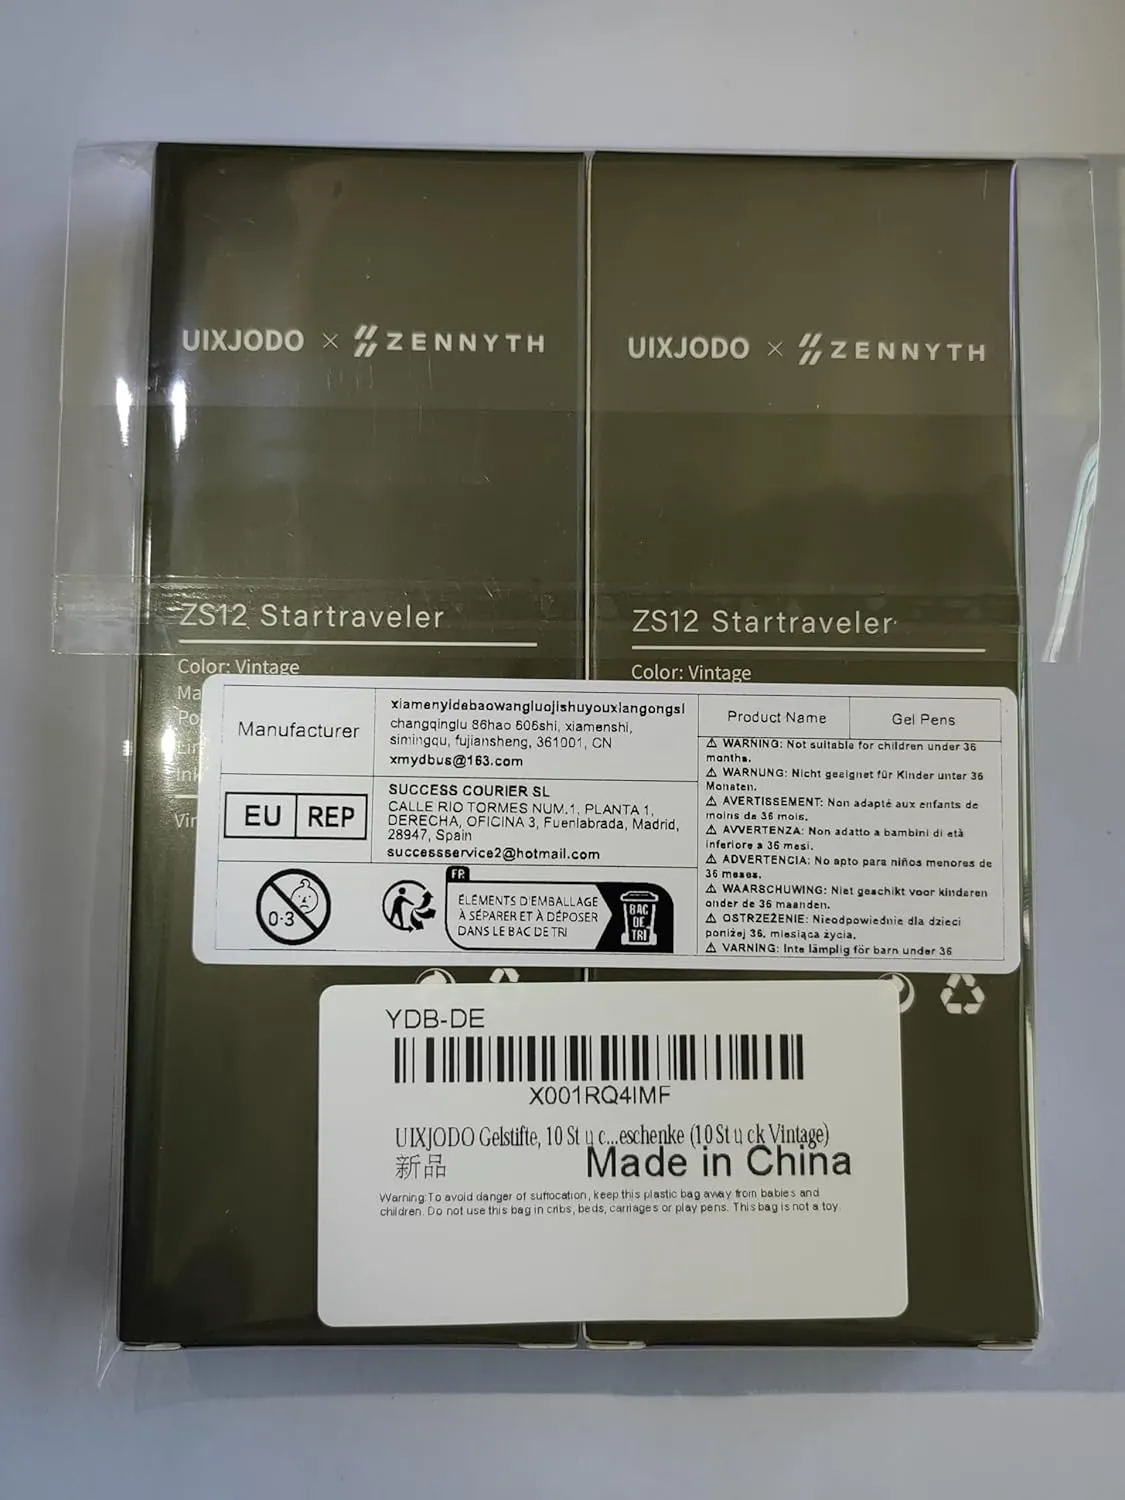 UIXJODO × ZENNYTH
UIXJODO × ZENNYTH
ZS12 Startraveler
Color: Vintage
Ma
Po
Lin
Ink
Vin
ZS12 Startraveler
Color: Vintage
Manufacturer
xiamenyidebaowangluojishuyouxiangongsi
changqinglu 86hao 606shi, xiamenshi,
simingqu, fujiansheng, 361001, CN
xmydbus@163.com
EU REP
SUCCESS COURIER SL
CALLE RIO TORMES NUM.1, PLANTA 1,
DERECHA, OFICINA 3, Fuenlabrada, Madrid,
28947, Spain
successservice2@hotmail.com
0-3
FR
ÉLÉMENTS D'EMBALLAGE
À SÉPARER ET À DÉPOSER
DANS LE BAC DE TRI
BAC
DE
TRI
Product Name
Gel Pens
⚠ WARNING: Not suitable for children under 36
months.
⚠ WARNUNG: Nicht geeignet für Kinder unter 36
Monaten.
⚠ AVERTISSEMENT: Non adapté aux enfants de
moins de 36 mois.
⚠ AVVERTENZA: Non adatto a bambini di età
inferiore a 36 mesi.
⚠ ADVERTENCIA: No apto para niños menores de
36 meses.
⚠ WAARSCHUWING: Niet geschikt voor kinderen
onder de 36 maanden.
⚠ OSTRZEŻENIE: Nieodpowiednie dla dzieci
poniżej 36. miesiąca życia.
⚠ VARNING: Inte lämplig för barn under 36
YDB-DE
X001RQ4IMF
UIXJODO Gelstifte, 10 St u c...eschenke (10 St u ck Vintage)
新品
Made in China
Warning:To avoid danger of suffocation, keep this plastic bag away from babies and
children. Do not use this bag in cribs, beds, carriages or play pens. This bag is not a toy.